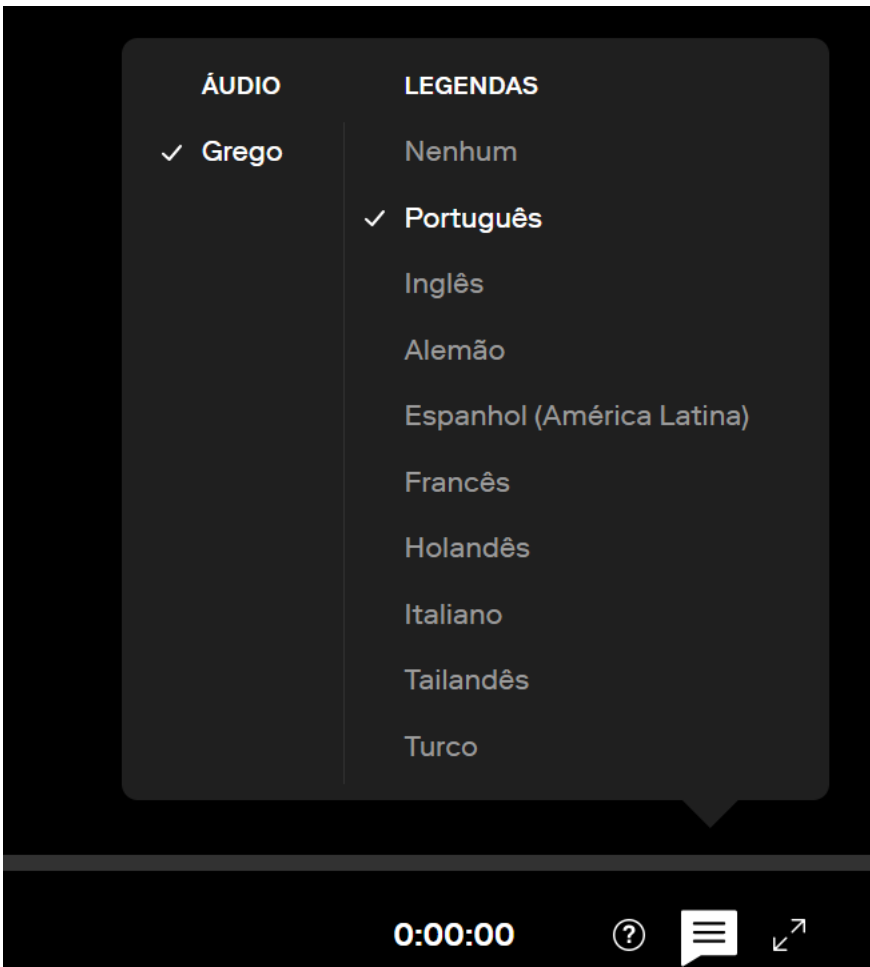 ÁUDIO
Grego
LEGENDAS
Nenhum
Português
Inglês
Alemão
Espanhol (América Latina)
Francês
Holandês
Italiano
Tailandês
Turco
0:00:00
?